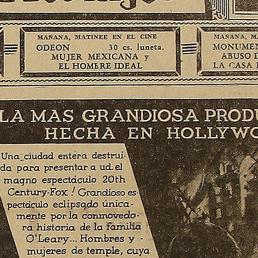 MAÑANA, MATINEE EN EL CINE
ODEON 30 cs. luneta.
MUJER MEXICANA y
EL HOMBRE IDEAL
MAÑANA, M
MONUMEN
ABUSO D
LA CASA
LA MAS GRANDIOSA PRODU
HECHA EN HOLLYWO
Una ciudad entera destrui-
da para presentar a ud. el
magno espectáculo 20th
Century-Fox! Grandioso es-
pectáculo eclipsado única-
mente por la conmovedo-
ra historia de la familia
O'Leary... Hombres y
mujeres de temple, cuya